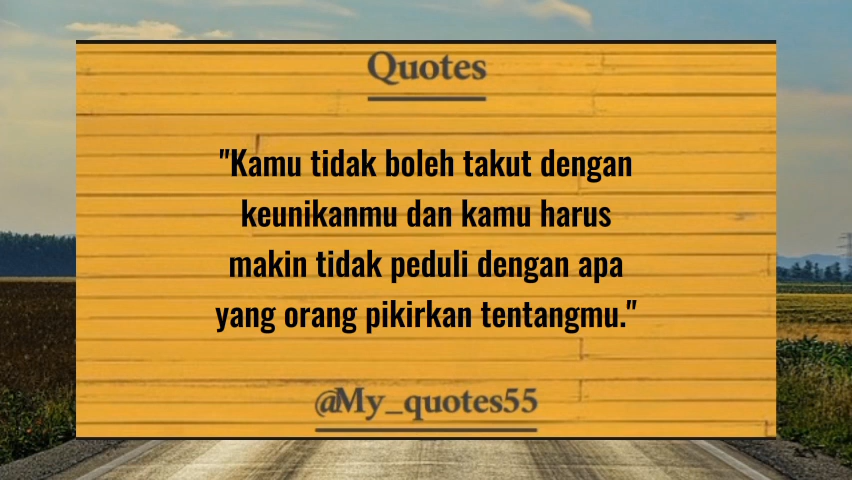 Quotes
"Kamu tidak boleh takut dengan
keunikanmu dan kamu harus
makin tidak peduli dengan apa
yang orang pikirkan tentangmu."
@My_quotes55